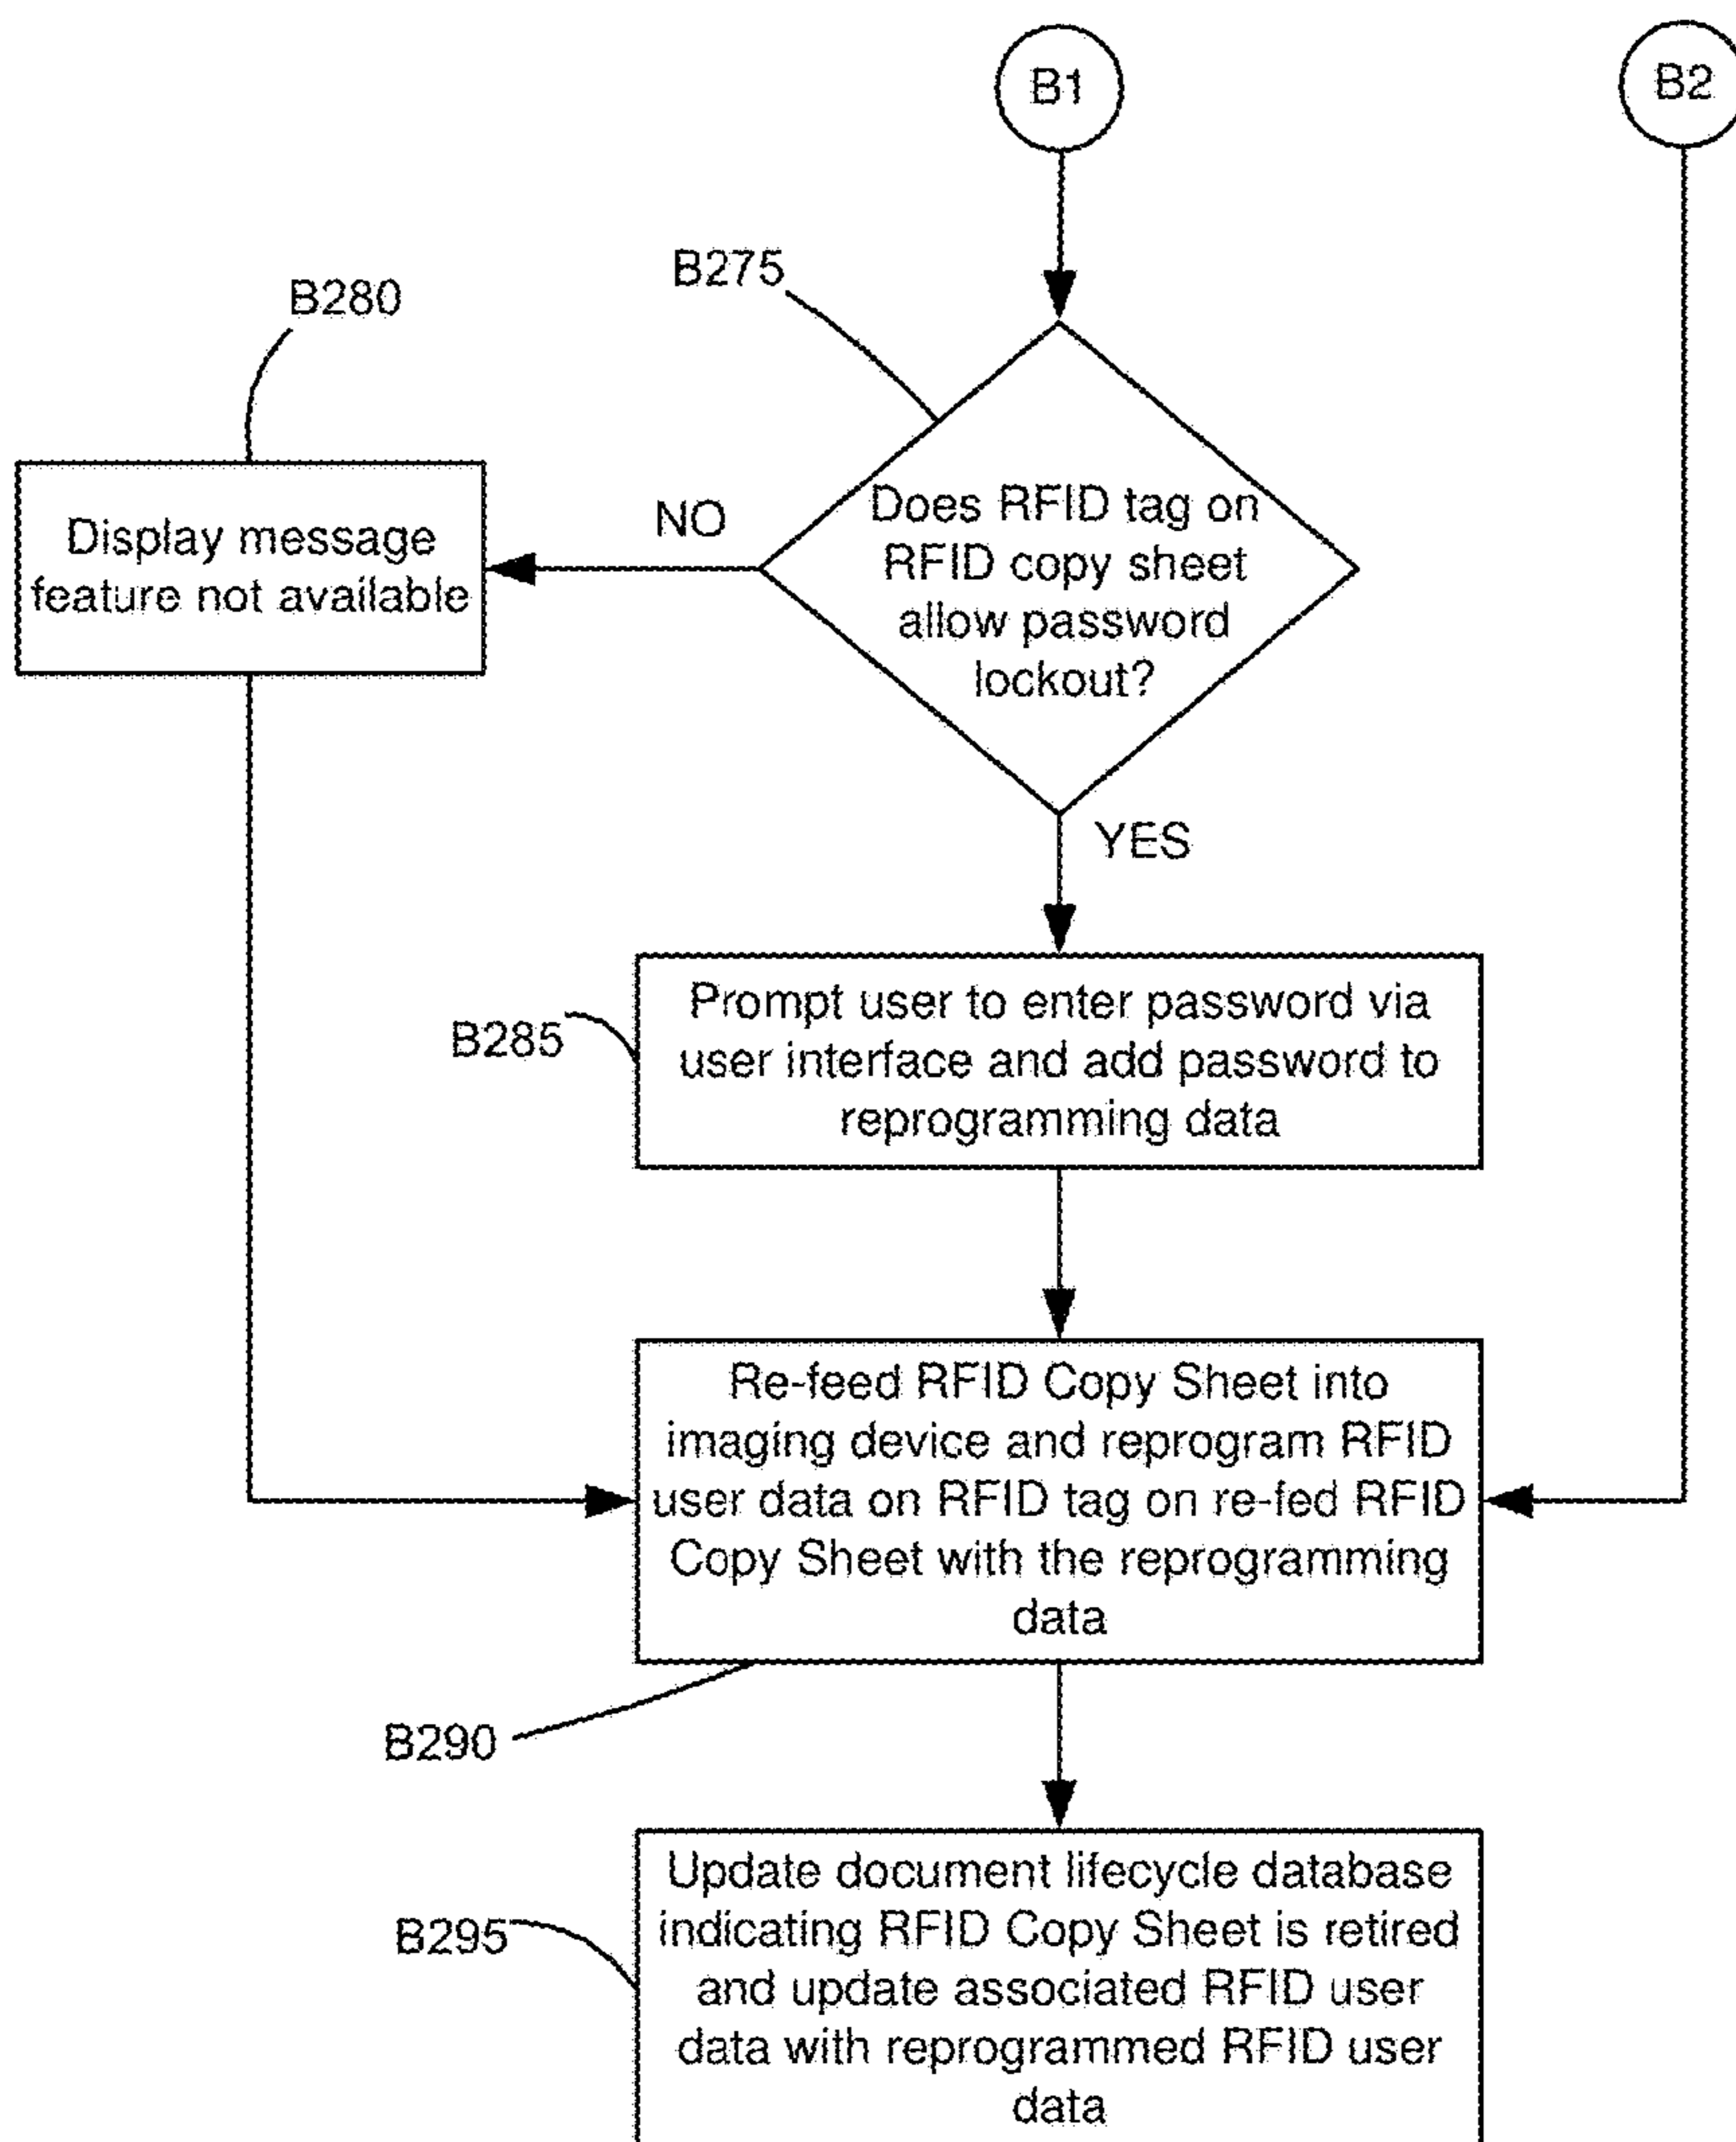 B1
B2
B275
B280
Does RFID tag on
RFID copy sheet
allow password
lockout?
NO
Display message
feature not available
YES
Prompt user to enter password via
user interface and add password to
reprogramming data
B285
Re-feed RFID Copy Sheet into
imaging device and reprogram RFID
user data on RFID tag on re-fed RFID
Copy Sheet with the reprogramming
data
B290
Update document lifecycle database
indicating RFID Copy Sheet is retired
and update associated RFID user
data with reprogrammed RFID user
data
B295